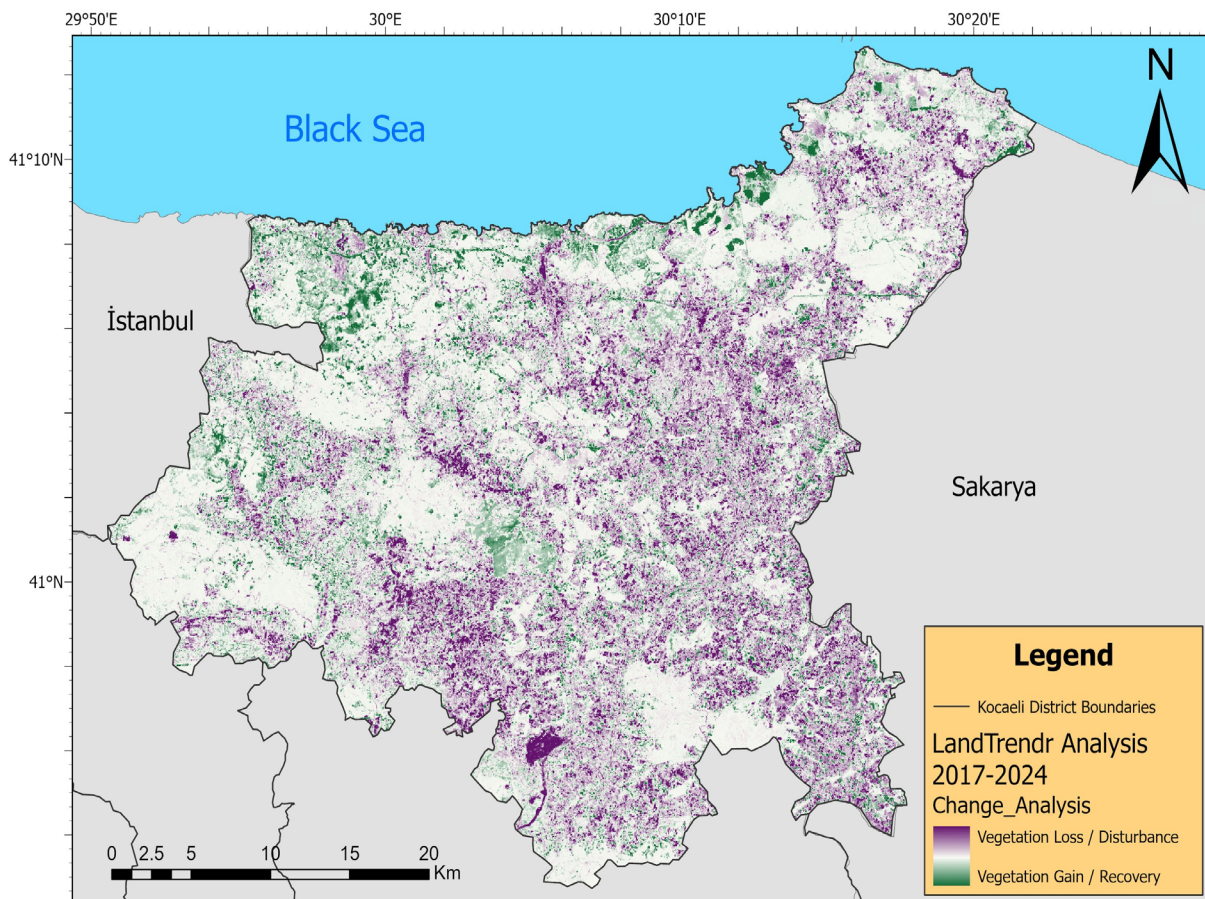 29°50'E 30°E 30°10'E 30°20'E
N
Black Sea
41°10'N
İstanbul
Sakarya
41°N
Legend
Kocaeli District Boundaries
LandTrendr Analysis
2017-2024
Change_Analysis
Vegetation Loss / Disturbance
Vegetation Gain / Recovery
0 2.5 5 10 15 20
Km